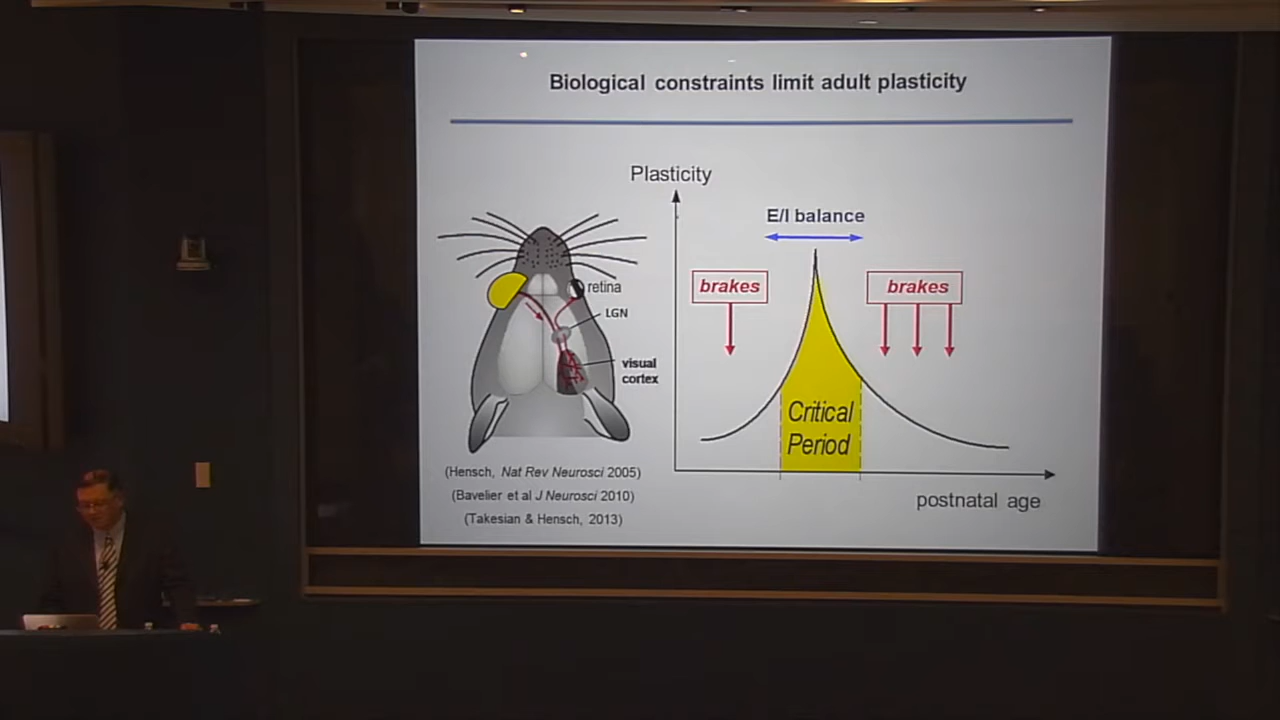 Biological constraints limit adult plasticity
Plasticity
E/I balance
brakes
brakes
retina
LGN
visual
cortex
Critical
Period
(Hensch, Nat Rev Neurosci 2005)
(Bavelier et al J Neurosci 2010)
(Takesian & Hensch, 2013)
postnatal age